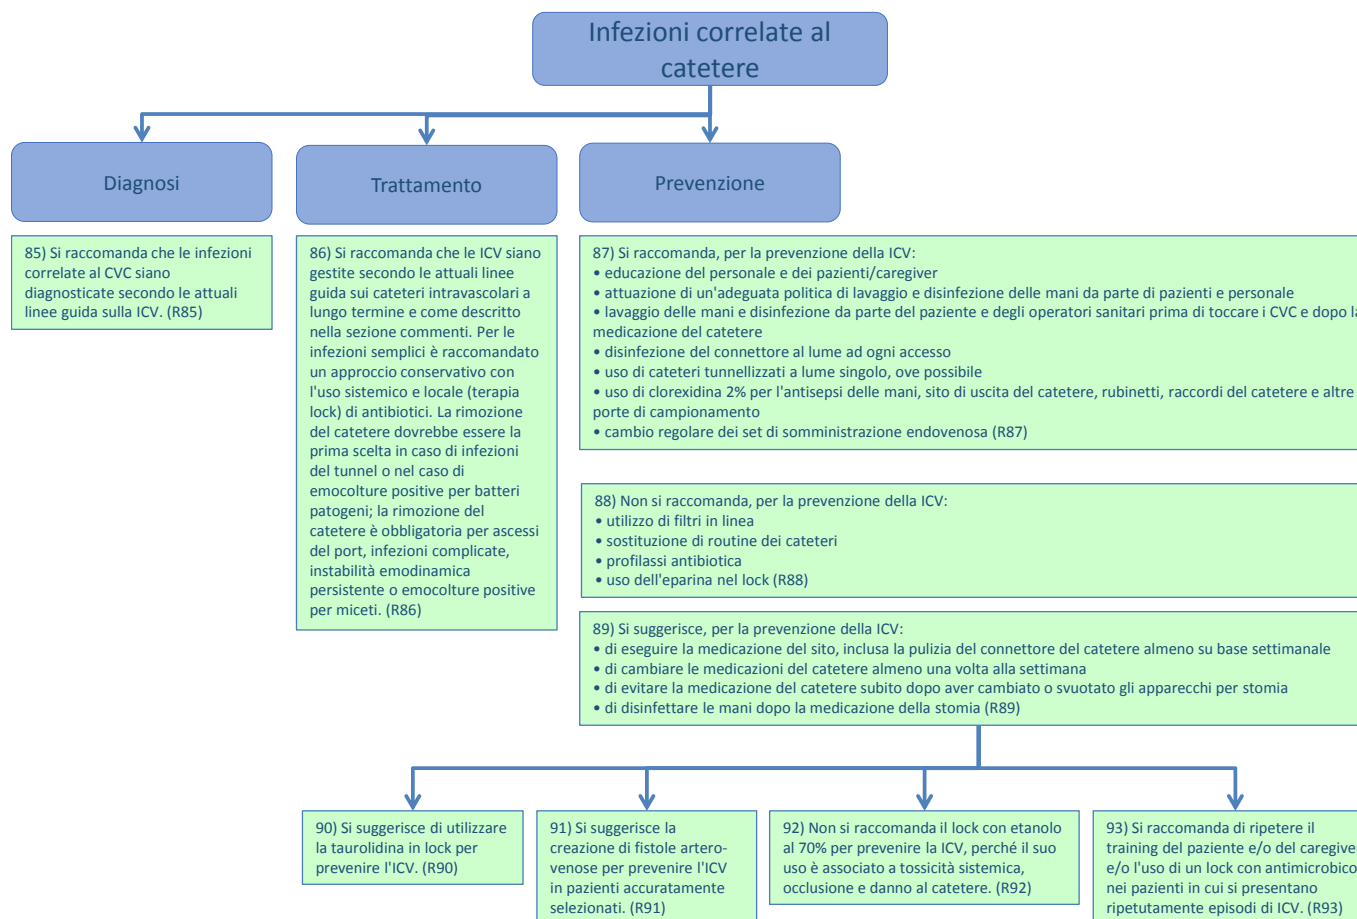 Infezioni correlate al
catetere
Diagnosi
Trattamento
Prevenzione
85) Si raccomanda che le infezioni
correlate al CVC siano
diagnosticate secondo le attuali
linee guida sulla ICV. (R85)
86) Si raccomanda che le ICV siano
gestite secondo le attuali linee
guida sui cateteri intravascolari a
lungo termine e come descritto
nella sezione commenti. Per le
infezioni semplici è raccomandato
un approccio conservativo con
l'uso sistemico e locale (terapia
lock) di antibiotici. La rimozione
del catetere dovrebbe essere la
prima scelta in caso di infezioni
del tunnel o nel caso di
emocolture positive per batteri
patogeni; la rimozione del
catetere è obbligatoria per ascessi
del port, infezioni complicate,
instabilità emodinamica
persistente o emocolture positive
per miceti. (R86)
87) Si raccomanda, per la prevenzione della ICV:
• educazione del personale e dei pazienti/caregiver
• attuazione di un'adeguata politica di lavaggio e disinfezione delle mani da parte di pazienti e personale
• lavaggio delle mani e disinfezione da parte del paziente e degli operatori sanitari prima di toccare i CVC e dopo la
medicazione del catetere
• disinfezione del connettore al lume ad ogni accesso
• uso di cateteri tunnellizzati a lume singolo, ove possibile
• uso di clorexidina 2% per l'antisepsi delle mani, sito di uscita del catetere, rubinetti, raccordi del catetere e altre
porte di campionamento
• cambio regolare dei set di somministrazione endovenosa (R87)
88) Non si raccomanda, per la prevenzione della ICV:
• utilizzo di filtri in linea
• sostituzione di routine dei cateteri
• profilassi antibiotica
• uso dell'eparina nel lock (R88)
89) Si suggerisce, per la prevenzione della ICV:
• di eseguire la medicazione del sito, inclusa la pulizia del connettore del catetere almeno su base settimanale
• di cambiare le medicazioni del catetere almeno una volta alla settimana
• di evitare la medicazione del catetere subito dopo aver cambiato o svuotato gli apparecchi per stomia
• di disinfettare le mani dopo la medicazione della stomia (R89)
90) Si suggerisce di utilizzare
la taurolidina in lock per
prevenire l'ICV. (R90)
91) Si suggerisce la
creazione di fistole artero-
venose per prevenire l'ICV
in pazienti accuratamente
selezionati. (R91)
92) Non si raccomanda il lock con etanolo
al 70% per prevenire la ICV, perché il suo
uso è associato a tossicità sistemica,
occlusione e danno al catetere. (R92)
93) Si raccomanda di ripetere il
training del paziente e/o del caregiver
e/o l'uso di un lock con antimicrobico
nei pazienti in cui si presentano
ripetutamente episodi di ICV. (R93)